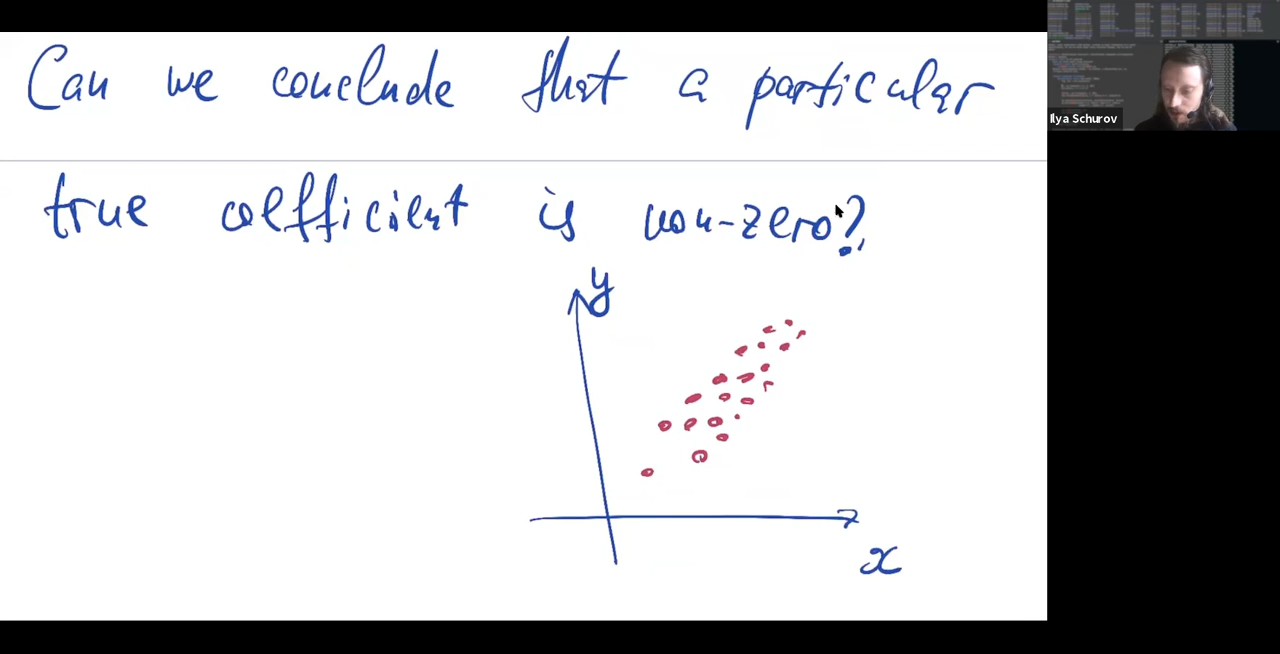 Can we conclude that a particular
true coefficient is non-zero?
y
x
Ilya Schurov